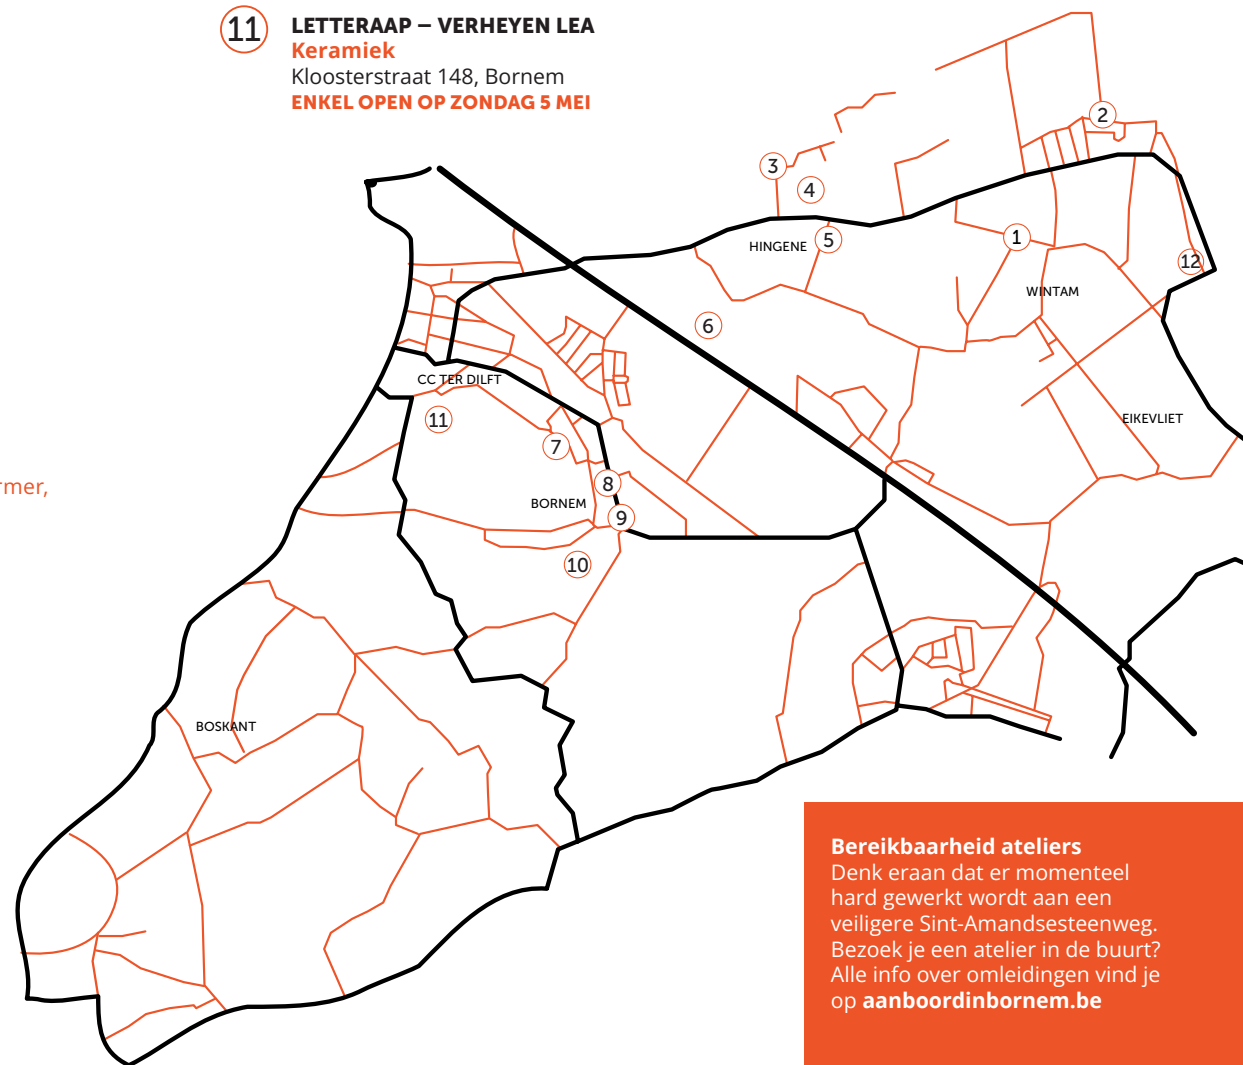 11
LETTERAAP – VERHEYEN LEA
Keramiek
Kloosterstraat 148, Bornem
ENKEL OPEN OP ZONDAG 5 MEI
2
3
4
HINGENE
5
1
12
WINTAM
6
CC TER DILFT
11
EIKEVLIET
7
rmer,
8
BORNEM
9
10
BOSKANT
Bereikbaarheid ateliers
Denk eraan dat er momenteel
hard gewerkt wordt aan een
veiligere Sint-Amandsesteenweg.
Bezoek je een atelier in de buurt?
Alle info over omleidingen vind je
op aanboordinbornem.be